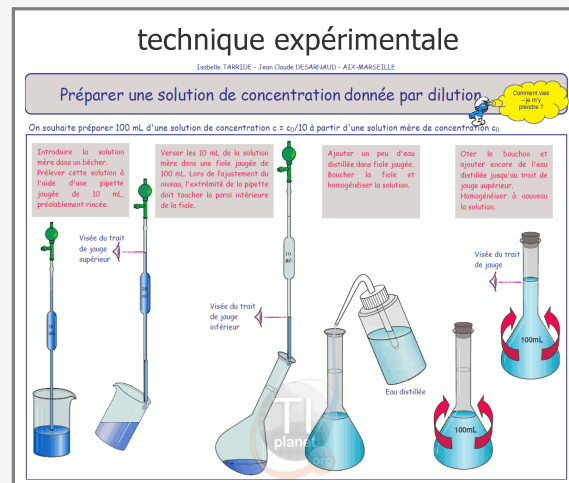 technique expérimentale
Isabelle TARRIDE - Jean Claude DESARNAUD - AIX-MARSEILLE
Préparer une solution de concentration donnée par dilution
Comment vais
- je m'y
prendre ?
On souhaite préparer 100 mL d'une solution de concentration c = c₀/10 à partir d'une solution mère de concentration c₀
Introduire la solution
mère dans un bécher.
Prélever cette solution à
l'aide d'une pipette
jaugée de 10 mL,
préalablement rincée.
Verser les 10 mL de la solution
mère dans une fiole jaugée de
100 mL. Lors de l'ajustement du
niveau, l'extrémité de la pipette
doit toucher la paroi intérieure
de la fiole.
Ajouter un peu d'eau
distillée dans fiole jaugée.
Boucher la fiole et
homogénéiser la solution.
Oter le bouchon et
ajouter encore de l'eau
distillée jusqu'au trait de
jauge supérieur.
Homogénéiser à nouveau
la solution.
Visée du trait
de jauge
supérieur
Visée du trait
de jauge
inférieur
Visée du trait
de jauge
10
mL
10
mL
10
mL
Eau distillée
100mL
100mL
TI
planet
.org